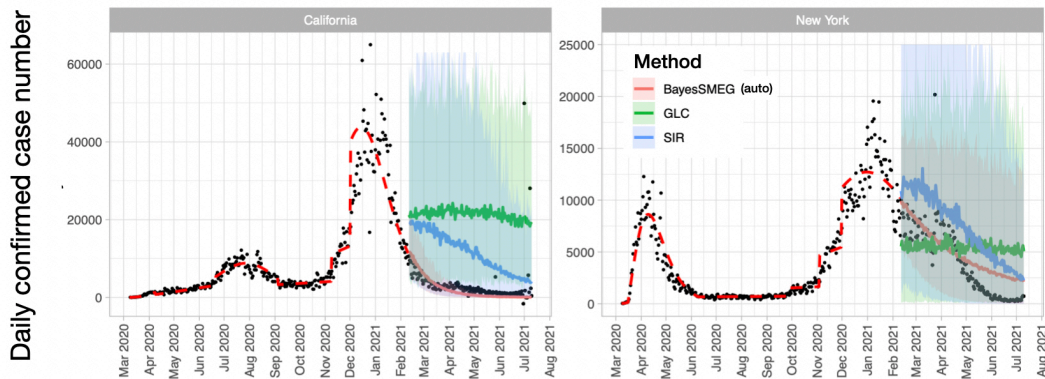 Daily confirmed case number
California
60000
40000
20000
0
Mar 2020
Apr 2020
May 2020
Jun 2020
Jul 2020
Aug 2020
Sep 2020
Oct 2020
Nov 2020
Dec 2020
Jan 2021
Feb 2021
Mar 2021
Apr 2021
May 2021
Jun 2021
Jul 2021
Aug 2021
New York
25000
20000
15000
10000
5000
0
Method
BayesSMEG (auto)
GLC
SIR
Mar 2020
Apr 2020
May 2020
Jun 2020
Jul 2020
Aug 2020
Sep 2020
Oct 2020
Nov 2020
Dec 2020
Jan 2021
Feb 2021
Mar 2021
Apr 2021
May 2021
Jun 2021
Jul 2021
Aug 2021